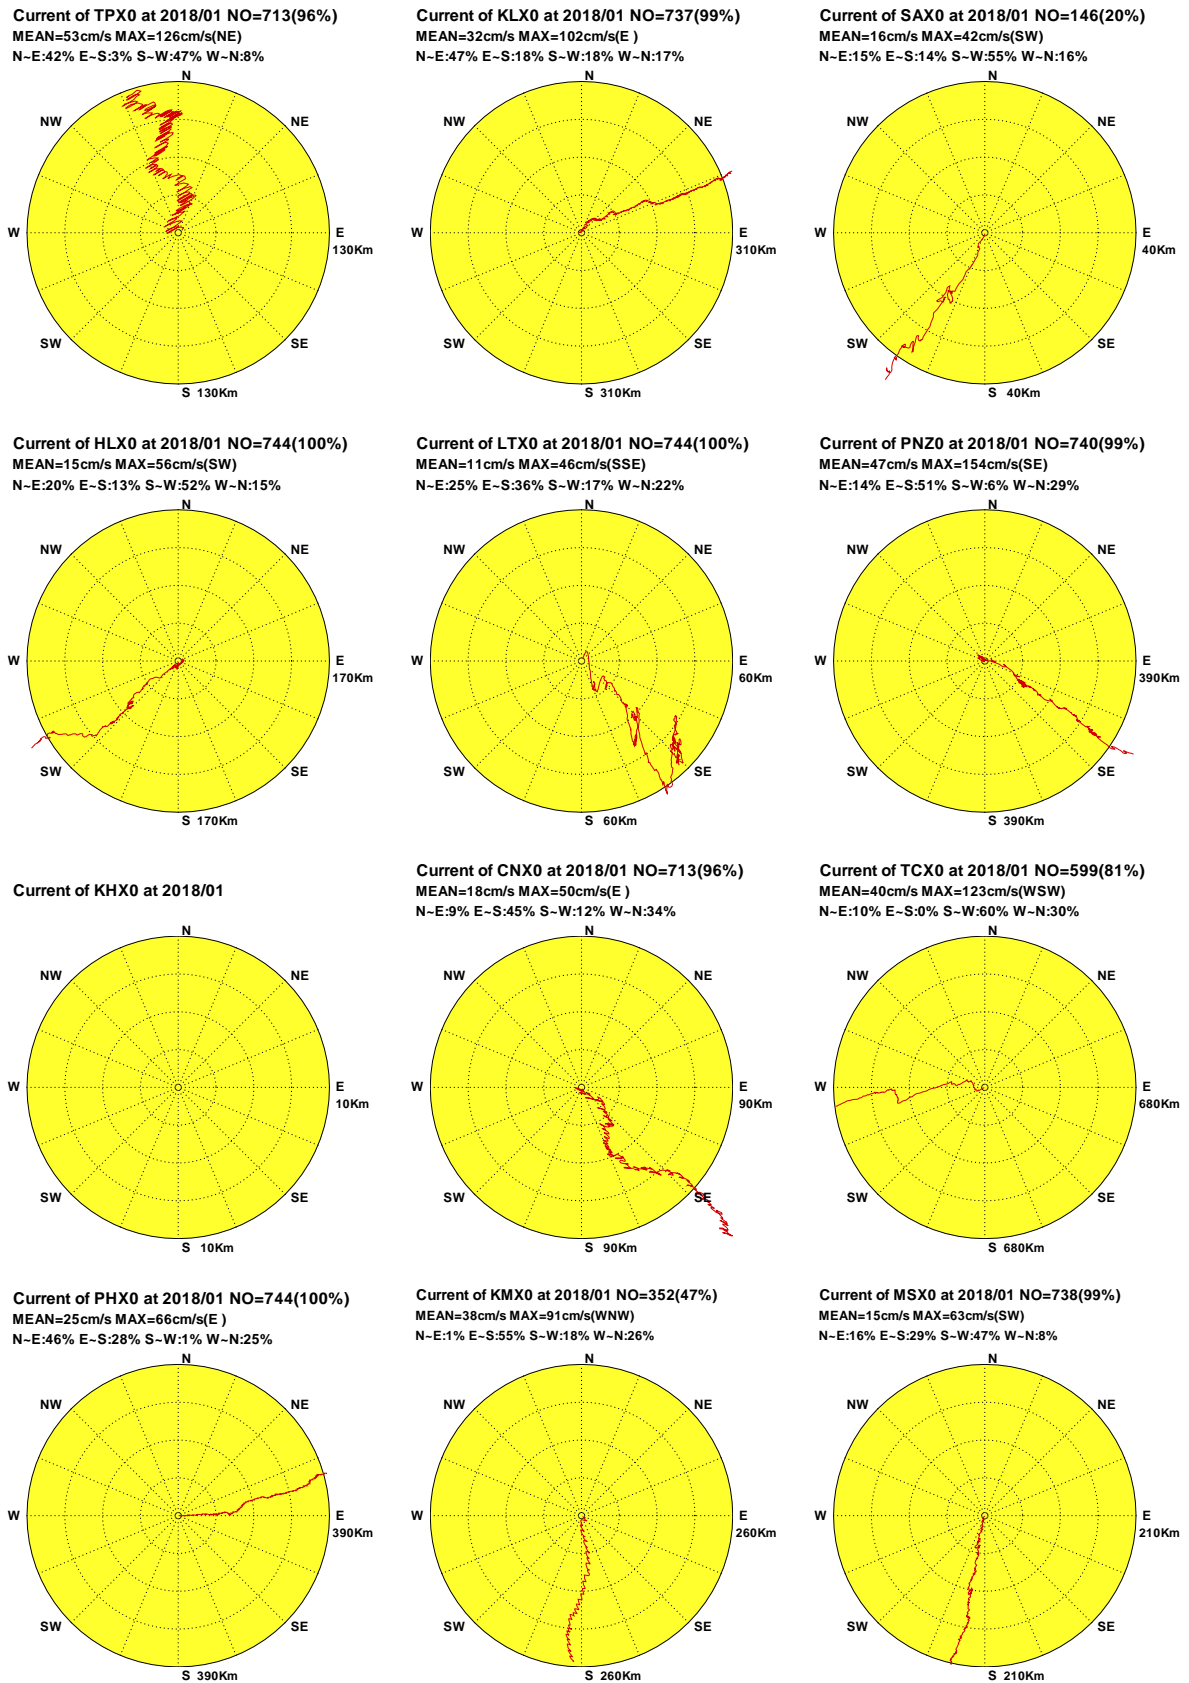 Current of TPX0 at 2018/01 NO=713(96%)
MEAN=53cm/s MAX=126cm/s(NE)
N~E:42% E~S:3% S~W:47% W~N:8%
N
NW
NE
W
E
130Km
SW
SE
S 130Km
Current of KLX0 at 2018/01 NO=737(99%)
MEAN=32cm/s MAX=102cm/s(E )
N~E:47% E~S:18% S~W:18% W~N:17%
N
NW
NE
W
E
310Km
SW
SE
S 310Km
Current of SAX0 at 2018/01 NO=146(20%)
MEAN=16cm/s MAX=42cm/s(SW)
N~E:15% E~S:14% S~W:55% W~N:16%
N
NW
NE
W
E
40Km
SW
SE
S 40Km
Current of HLX0 at 2018/01 NO=744(100%)
MEAN=15cm/s MAX=56cm/s(SW)
N~E:20% E~S:13% S~W:52% W~N:15%
N
NW
NE
W
E
170Km
SW
SE
S 170Km
Current of LTX0 at 2018/01 NO=744(100%)
MEAN=11cm/s MAX=46cm/s(SSE)
N~E:25% E~S:36% S~W:17% W~N:22%
N
NW
NE
W
E
60Km
SW
SE
S 60Km
Current of PNZ0 at 2018/01 NO=740(99%)
MEAN=47cm/s MAX=154cm/s(SE)
N~E:14% E~S:51% S~W:6% W~N:29%
N
NW
NE
W
E
390Km
SW
SE
S 390Km
Current of KHX0 at 2018/01
N
NW
NE
W
E
10Km
SW
SE
S 10Km
Current of CNX0 at 2018/01 NO=713(96%)
MEAN=18cm/s MAX=50cm/s(E )
N~E:9% E~S:45% S~W:12% W~N:34%
N
NW
NE
W
E
90Km
SW
SE
S 90Km
Current of TCX0 at 2018/01 NO=599(81%)
MEAN=40cm/s MAX=123cm/s(WSW)
N~E:10% E~S:0% S~W:60% W~N:30%
N
NW
NE
W
E
680Km
SW
SE
S 680Km
Current of PHX0 at 2018/01 NO=744(100%)
MEAN=25cm/s MAX=66cm/s(E )
N~E:46% E~S:28% S~W:1% W~N:25%
N
NW
NE
W
E
390Km
SW
SE
S 390Km
Current of KMX0 at 2018/01 NO=352(47%)
MEAN=38cm/s MAX=91cm/s(WNW)
N~E:1% E~S:55% S~W:18% W~N:26%
N
NW
NE
W
E
260Km
SW
SE
S 260Km
Current of MSX0 at 2018/01 NO=738(99%)
MEAN=15cm/s MAX=63cm/s(SW)
N~E:16% E~S:29% S~W:47% W~N:8%
N
NW
NE
W
E
210Km
SW
SE
S 210Km